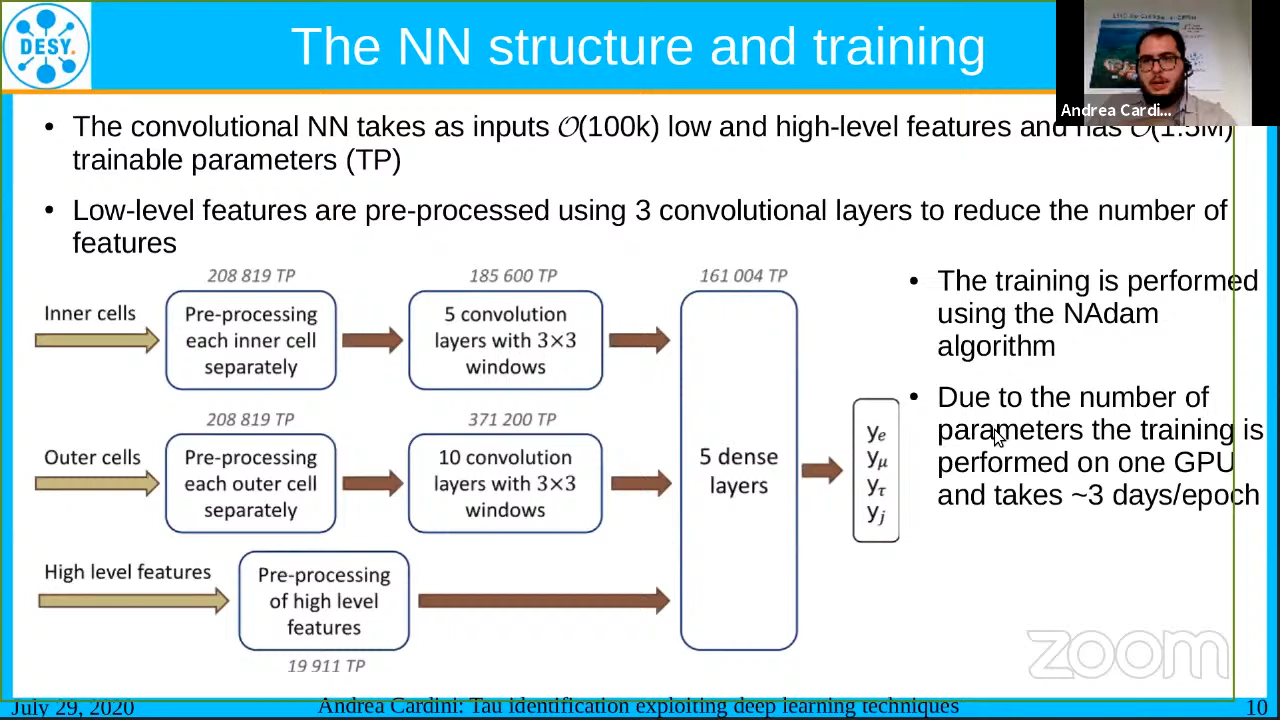 DESY.
The NN structure and training
Andrea Cardi...
• The convolutional NN takes as inputs 𝒪(100k) low and high-level features and has 𝒪(1.5M)
trainable parameters (TP)
• Low-level features are pre-processed using 3 convolutional layers to reduce the number of
features
208 819 TP
185 600 TP
161 004 TP
Inner cells
Pre-processing
each inner cell
separately
5 convolution
layers with 3×3
windows
208 819 TP
371 200 TP
Outer cells
Pre-processing
each outer cell
separately
10 convolution
layers with 3×3
windows
5 dense
layers
High level features
Pre-processing
of high level
features
19 911 TP
yₑ
y_μ
y_τ
y_j
• The training is performed
using the NAdam
algorithm
• Due to the number of
parameters the training is
performed on one GPU
and takes ~3 days/epoch
zoom
July 29, 2020
Andrea Cardini: Tau identification exploiting deep learning techniques
10